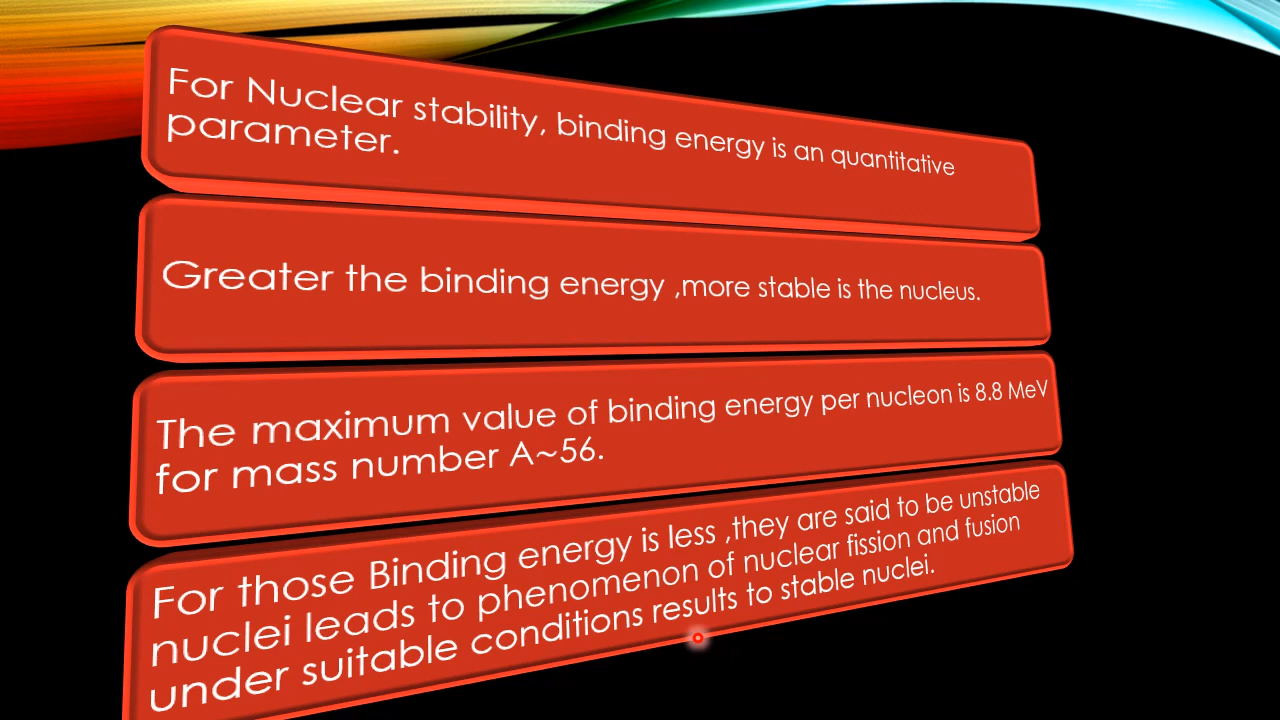 For Nuclear stability, binding energy is an quantitative
parameter.
Greater the binding energy ,more stable is the nucleus.
The maximum value of binding energy per nucleon is 8.8 MeV
for mass number A~56.
For those Binding energy is less ,they are said to be unstable
nuclei leads to phenomenon of nuclear fission and fusion
under suitable conditions results to stable nuclei.